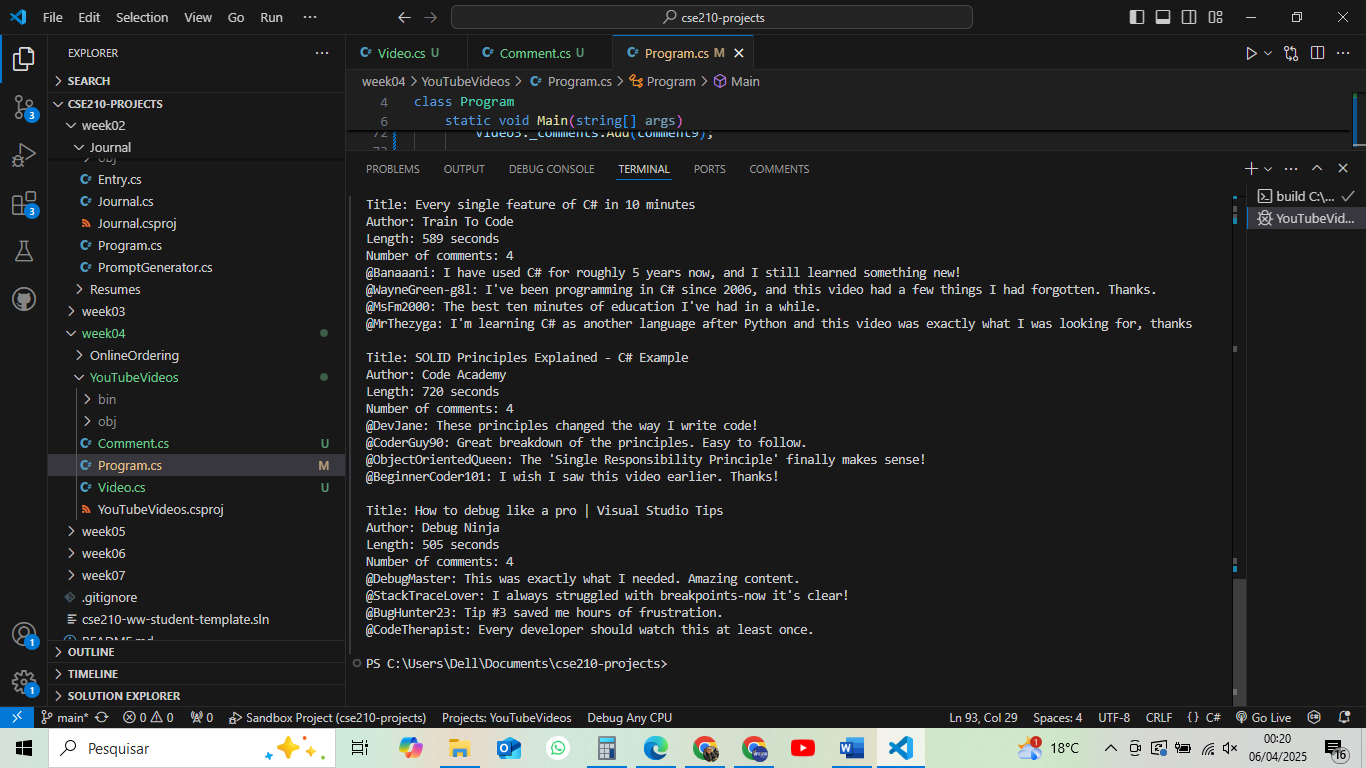 File Edit Selection View Go Run ...
cse210-projects
EXPLORER
SEARCH
CSE210-PROJECTS
week02
Journal
obj
Entry.cs
Journal.cs
Journal.csproj
Program.cs
PromptGenerator.cs
Resumes
week03
week04
OnlineOrdering
YouTubeVideos
bin
obj
Comment.cs U
Program.cs M
Video.cs U
YouTubeVideos.csproj
week05
week06
week07
.gitignore
cse210-ww-student-template.sln
README.md
OUTLINE
TIMELINE
SOLUTION EXPLORER
3
3
1
1
Video.cs U Comment.cs U Program.cs M
week04 > YouTubeVideos > Program.cs > Program > Main
4 class Program
6 static void Main(string[] args)
72 video3._comments.Add(comment9);
73
PROBLEMS OUTPUT DEBUG CONSOLE TERMINAL PORTS COMMENTS
build C:\...
YouTubeVid...
Title: Every single feature of C# in 10 minutes
Author: Train To Code
Length: 589 seconds
Number of comments: 4
@Banaaani: I have used C# for roughly 5 years now, and I still learned something new!
@WayneGreen-g8l: I've been programming in C# since 2006, and this video had a few things I had forgotten. Thanks.
@MsFm2000: The best ten minutes of education I've had in a while.
@MrThezyga: I'm learning C# as another language after Python and this video was exactly what I was looking for, thanks
Title: SOLID Principles Explained - C# Example
Author: Code Academy
Length: 720 seconds
Number of comments: 4
@DevJane: These principles changed the way I write code!
@CoderGuy90: Great breakdown of the principles. Easy to follow.
@ObjectOrientedQueen: The 'Single Responsibility Principle' finally makes sense!
@BeginnerCoder101: I wish I saw this video earlier. Thanks!
Title: How to debug like a pro | Visual Studio Tips
Author: Debug Ninja
Length: 505 seconds
Number of comments: 4
@DebugMaster: This was exactly what I needed. Amazing content.
@StackTraceLover: I always struggled with breakpoints-now it's clear!
@BugHunter23: Tip #3 saved me hours of frustration.
@CodeTherapist: Every developer should watch this at least once.
PS C:\Users\Dell\Documents\cse210-projects>
main* 0 0 0 Sandbox Project (cse210-projects) Projects: YouTubeVideos Debug Any CPU Ln 93, Col 29 Spaces: 4 UTF-8 CRLF {} C# Go Live
Pesquisar
1 18°C
00:20
06/04/2025
16